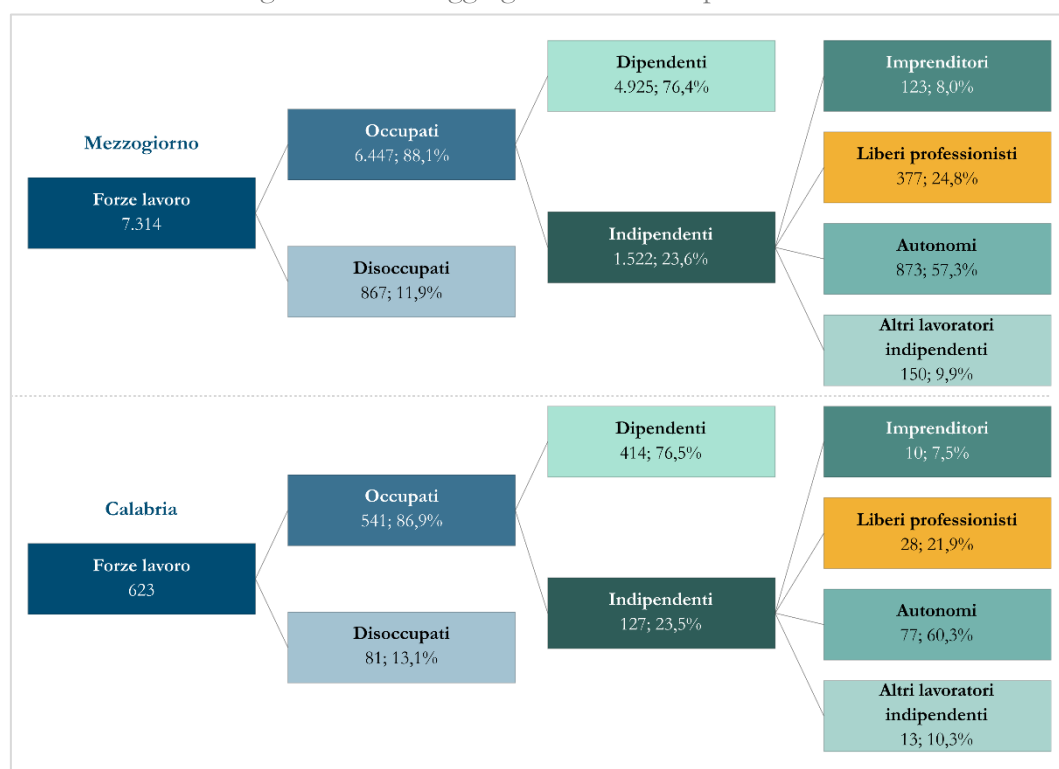 Mezzogiorno
Forze lavoro
7.314
Occupati
6.447; 88,1%
Disoccupati
867; 11,9%
Dipendenti
4.925; 76,4%
Indipendenti
1.522; 23,6%
Imprenditori
123; 8,0%
Liberi professionisti
377; 24,8%
Autonomi
873; 57,3%
Altri lavoratori
indipendenti
150; 9,9%
Calabria
Forze lavoro
623
Occupati
541; 86,9%
Disoccupati
81; 13,1%
Dipendenti
414; 76,5%
Indipendenti
127; 23,5%
Imprenditori
10; 7,5%
Liberi professionisti
28; 21,9%
Autonomi
77; 60,3%
Altri lavoratori
indipendenti
13; 10,3%